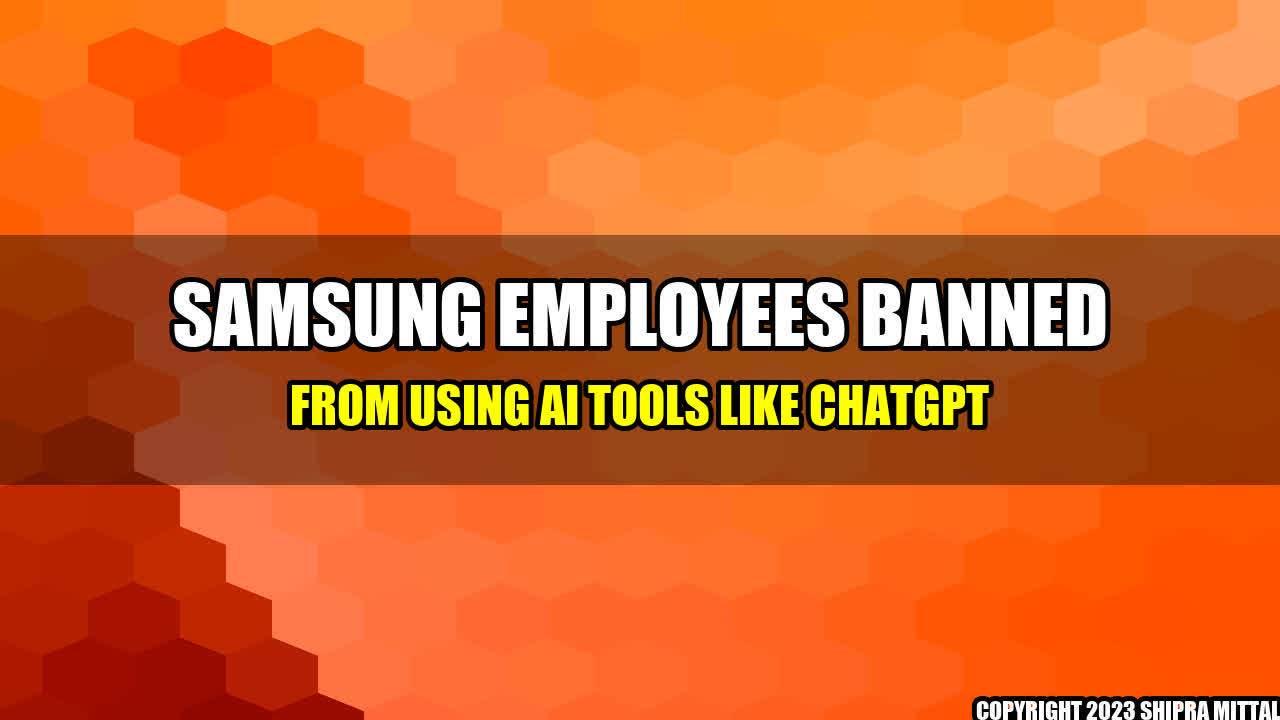 SAMSUNG EMPLOYEES BANNED
FROM USING AI TOOLS LIKE CHATGPT
COPYRIGHT 2023 SHIPRA MITTAL